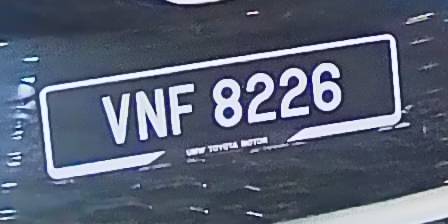 VNF 8226
UMW TOYOTA MOTOR